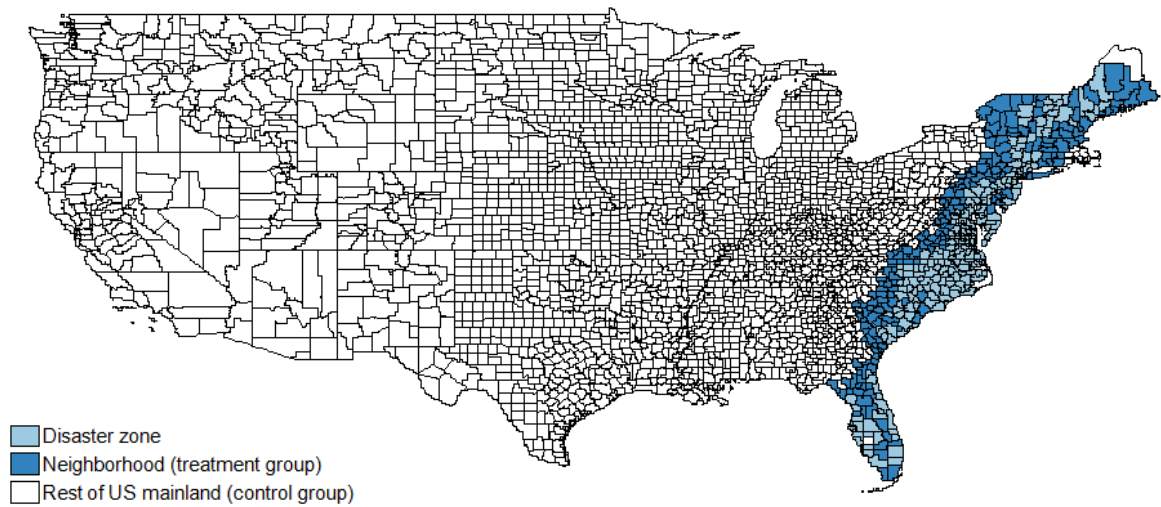 Disaster zone
Neighborhood (treatment group)
Rest of US mainland (control group)